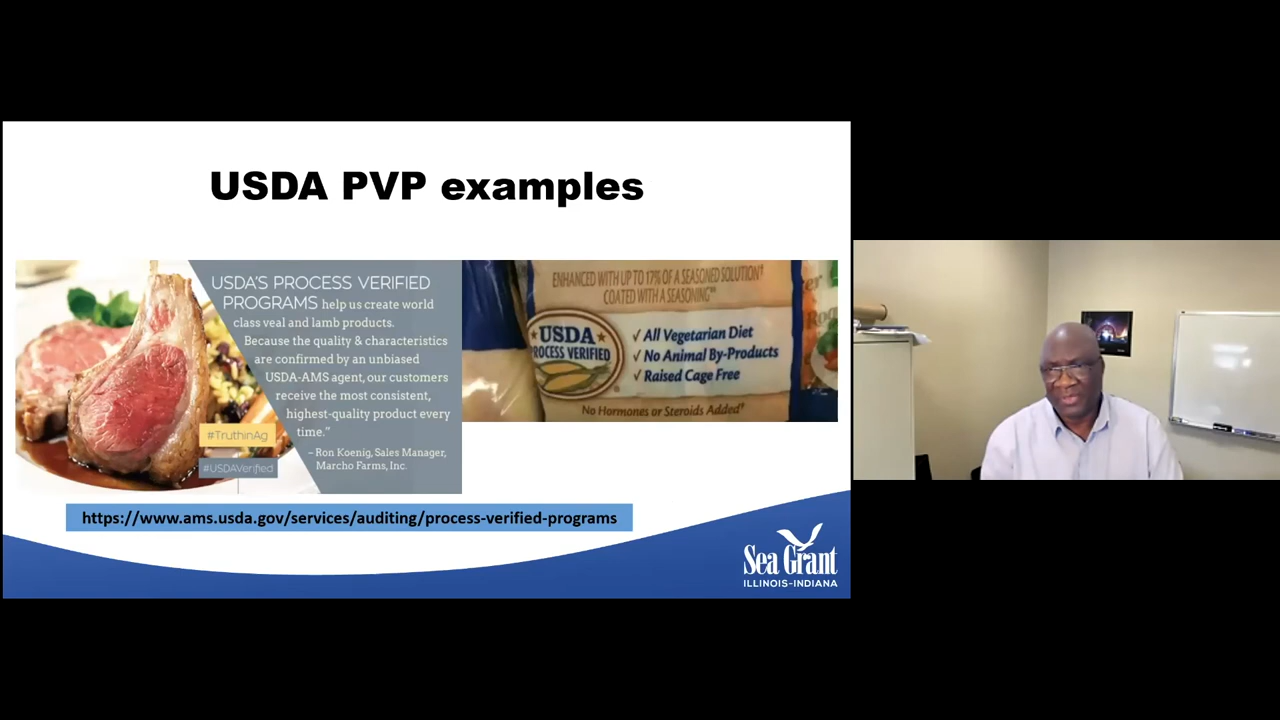 USDA PVP examples
USDA'S PROCESS VERIFIED
PROGRAMS help us create world
class veal and lamb products.
Because the quality & characteristics
are confirmed by an unbiased
USDA-AMS agent, our customers
receive the most consistent,
highest-quality product every
time.”
– Ron Koenig, Sales Manager,
Marcho Farms, Inc.
#TruthinAg
#USDAVerified
ENHANCED WITH UP TO 17% OF A SEASONED SOLUTION†
COATED WITH A SEASONING
USDA
PROCESS VERIFIED
✓ All Vegetarian Diet
✓ No Animal By-Products
✓ Raised Cage Free
No Hormones or Steroids Added†
https://www.ams.usda.gov/services/auditing/process-verified-programs
Sea Grant
ILLINOIS-INDIANA